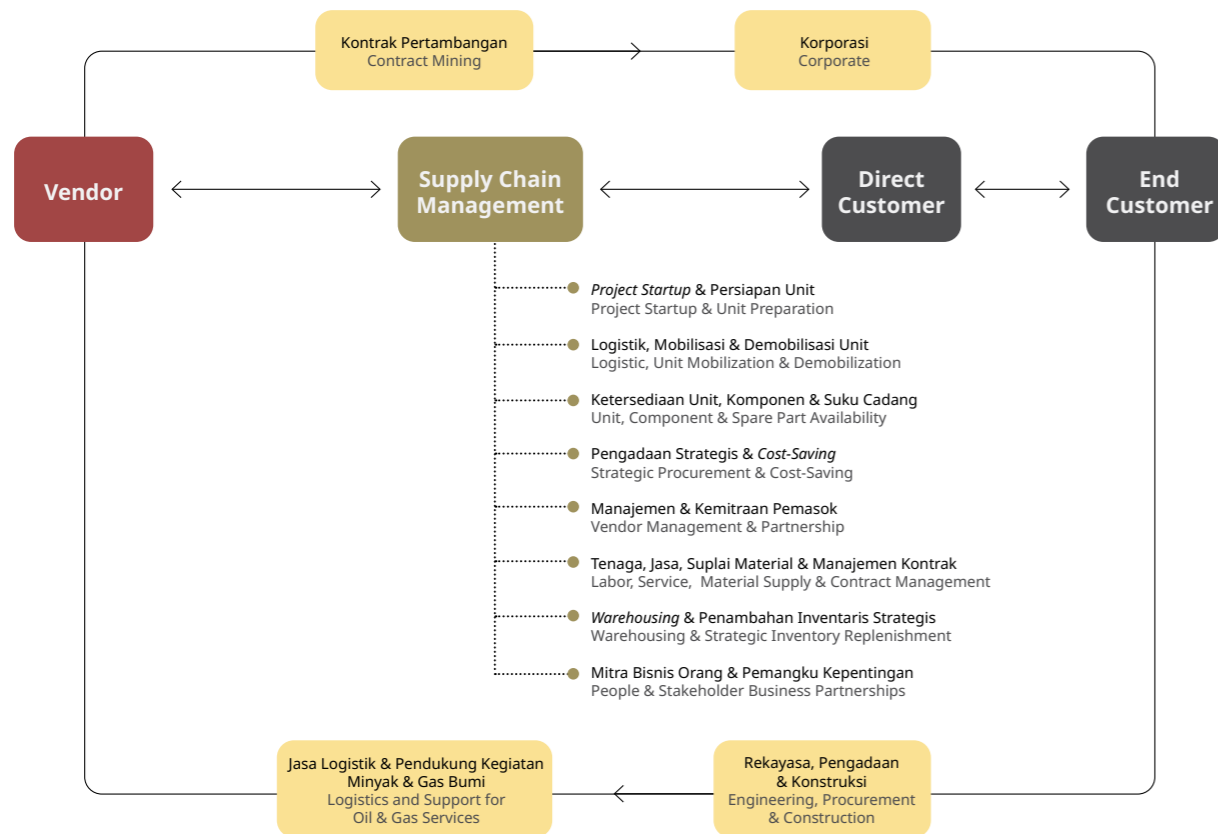 Kontrak Pertambangan
Contract Mining
Korporasi
Corporate
Vendor
Supply Chain
Management
Direct
Customer
End
Customer
Project Startup & Persiapan Unit
Project Startup & Unit Preparation
Logistik, Mobilisasi & Demobilisasi Unit
Logistic, Unit Mobilization & Demobilization
Ketersediaan Unit, Komponen & Suku Cadang
Unit, Component & Spare Part Availability
Pengadaan Strategis & Cost-Saving
Strategic Procurement & Cost-Saving
Manajemen & Kemitraan Pemasok
Vendor Management & Partnership
Tenaga, Jasa, Suplai Material & Manajemen Kontrak
Labor, Service, Material Supply & Contract Management
Warehousing & Penambahan Inventaris Strategis
Warehousing & Strategic Inventory Replenishment
Mitra Bisnis Orang & Pemangku Kepentingan
People & Stakeholder Business Partnerships
Jasa Logistik & Pendukung Kegiatan
Minyak & Gas Bumi
Logistics and Support for
Oil & Gas Services
Rekayasa, Pengadaan
& Konstruksi
Engineering, Procurement
& Construction